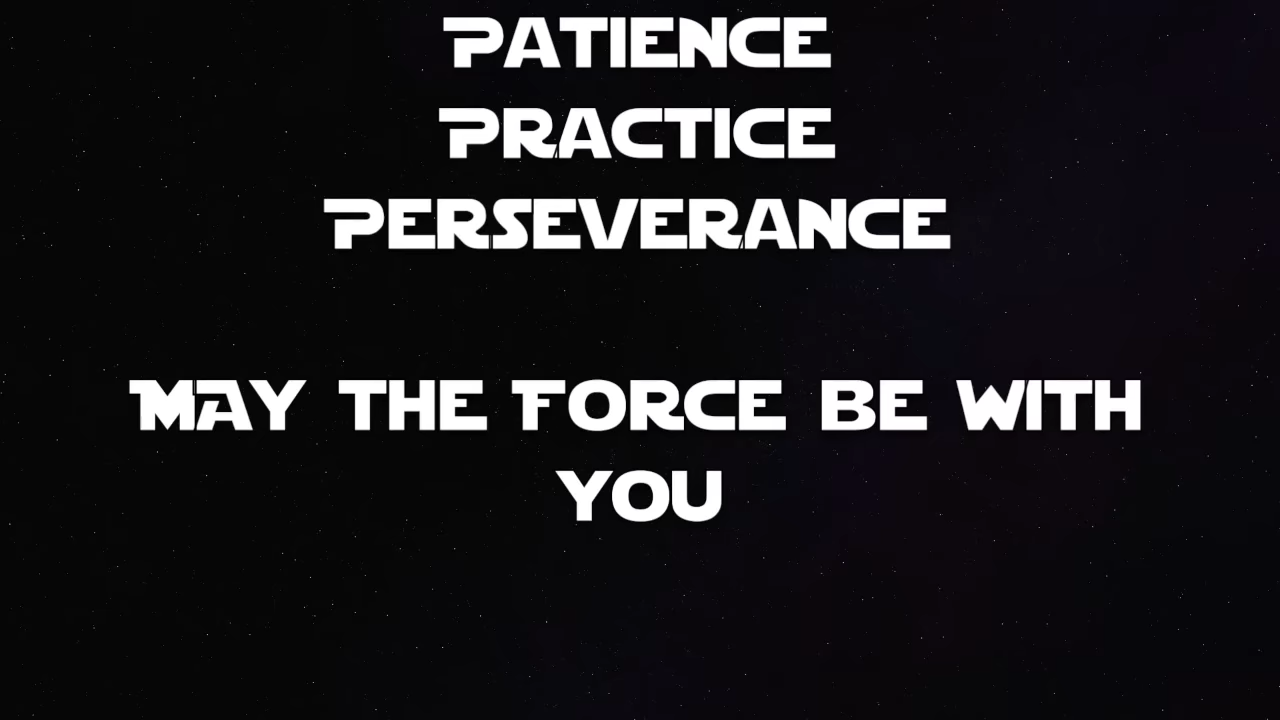 Patience
Practice
Perseverance
May the Force be with
you